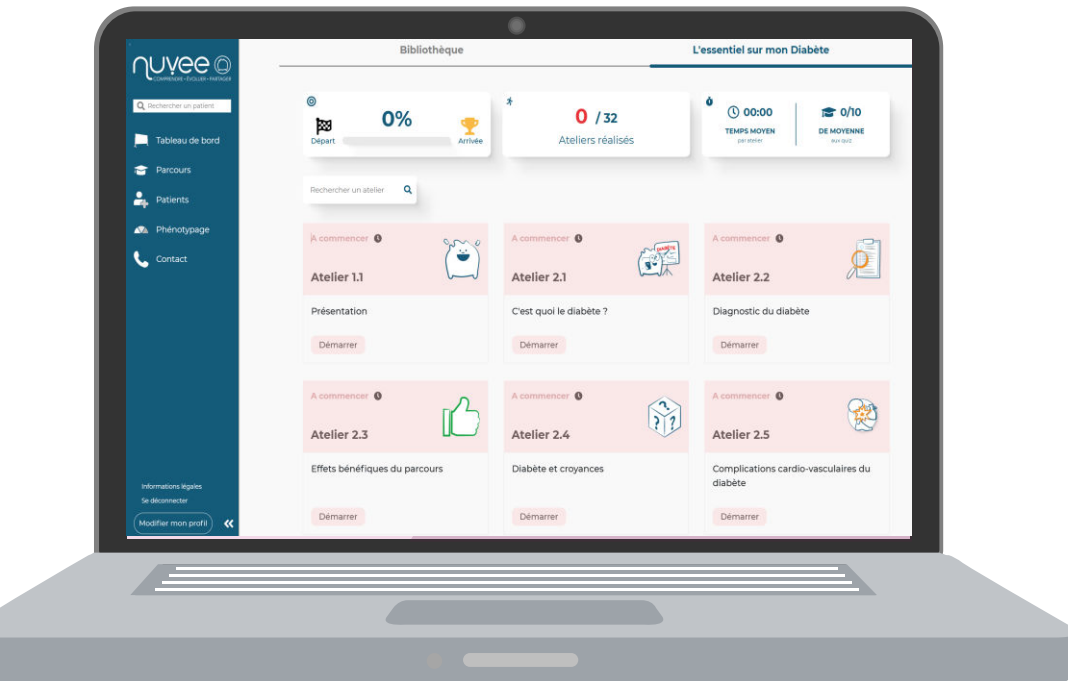 nuvee
COMPRENDRE • ÉVOLUER • PARTAGER
Rechercher un patient
Tableau de bord
Parcours
Patients
Phénotypage
Contact
Informations légales
Se déconnecter
Modifier mon profil
Bibliothèque
L'essentiel sur mon Diabète
0%
Départ
Arrivée
0 / 32
Ateliers réalisés
00:00
TEMPS MOYEN
par atelier
0/10
DE MOYENNE
aux quiz
Rechercher un atelier
A commencer
Atelier 1.1
Présentation
Démarrer
A commencer
DIABÈTE
Atelier 2.1
C'est quoi le diabète ?
Démarrer
A commencer
Atelier 2.2
Diagnostic du diabète
Démarrer
A commencer
Atelier 2.3
Effets bénéfiques du parcours
Démarrer
A commencer
? ? ?
Atelier 2.4
Diabète et croyances
Démarrer
A commencer
Atelier 2.5
Complications cardio-vasculaires du
diabète
Démarrer